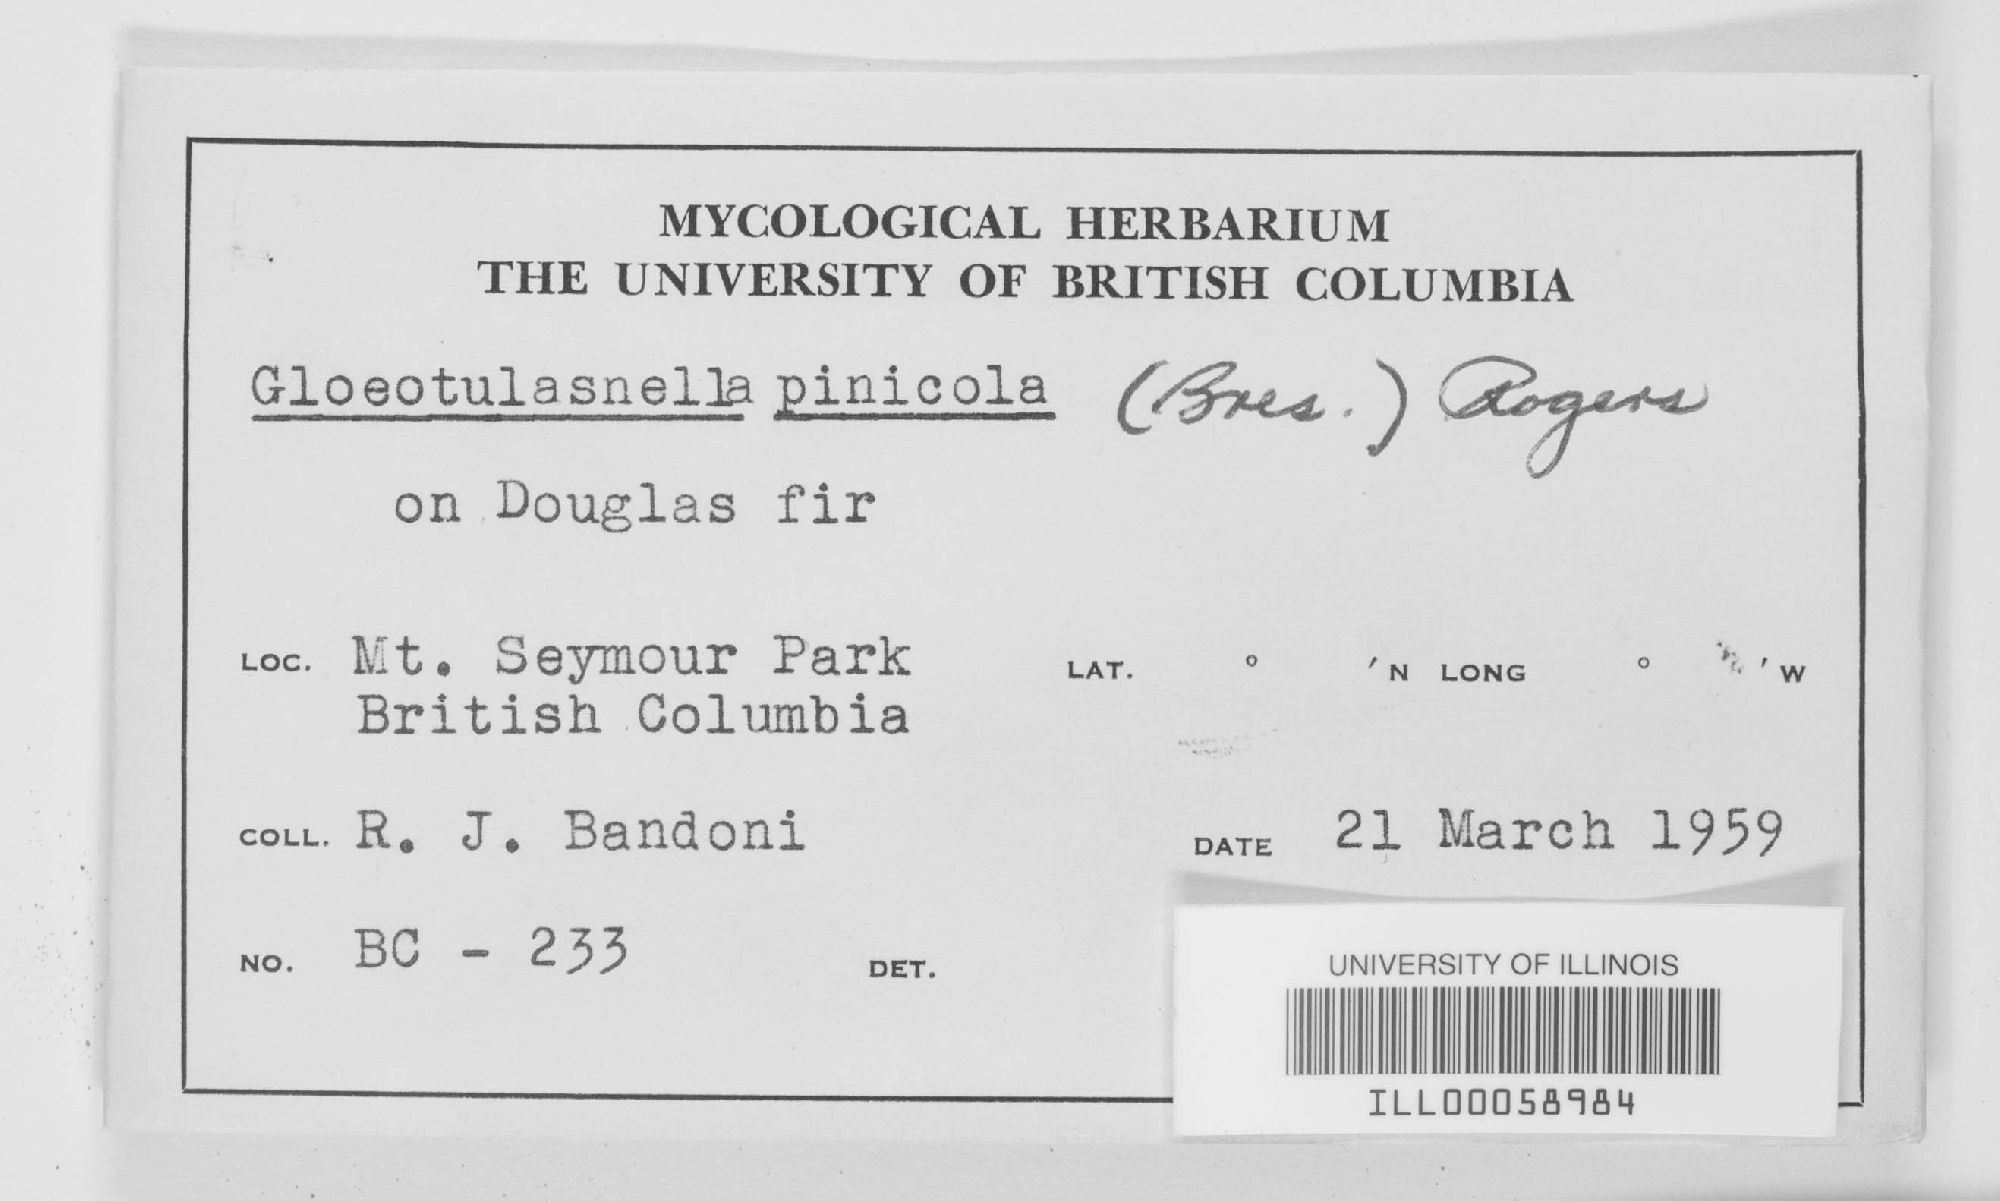 MYCOLOGICAL HERBARIUM
THE UNIVERSITY OF BRITISH COLUMBIA
Gloeotulasnella pinicola (Bres.) Rogers
on Douglas fir
LOC. Mt. Seymour Park LAT. ° 'N LONG ° 'W
British Columbia
COLL. R. J. Bandoni DATE 21 March 1959
NO. BC - 233 DET.
UNIVERSITY OF ILLINOIS
ILL00058984